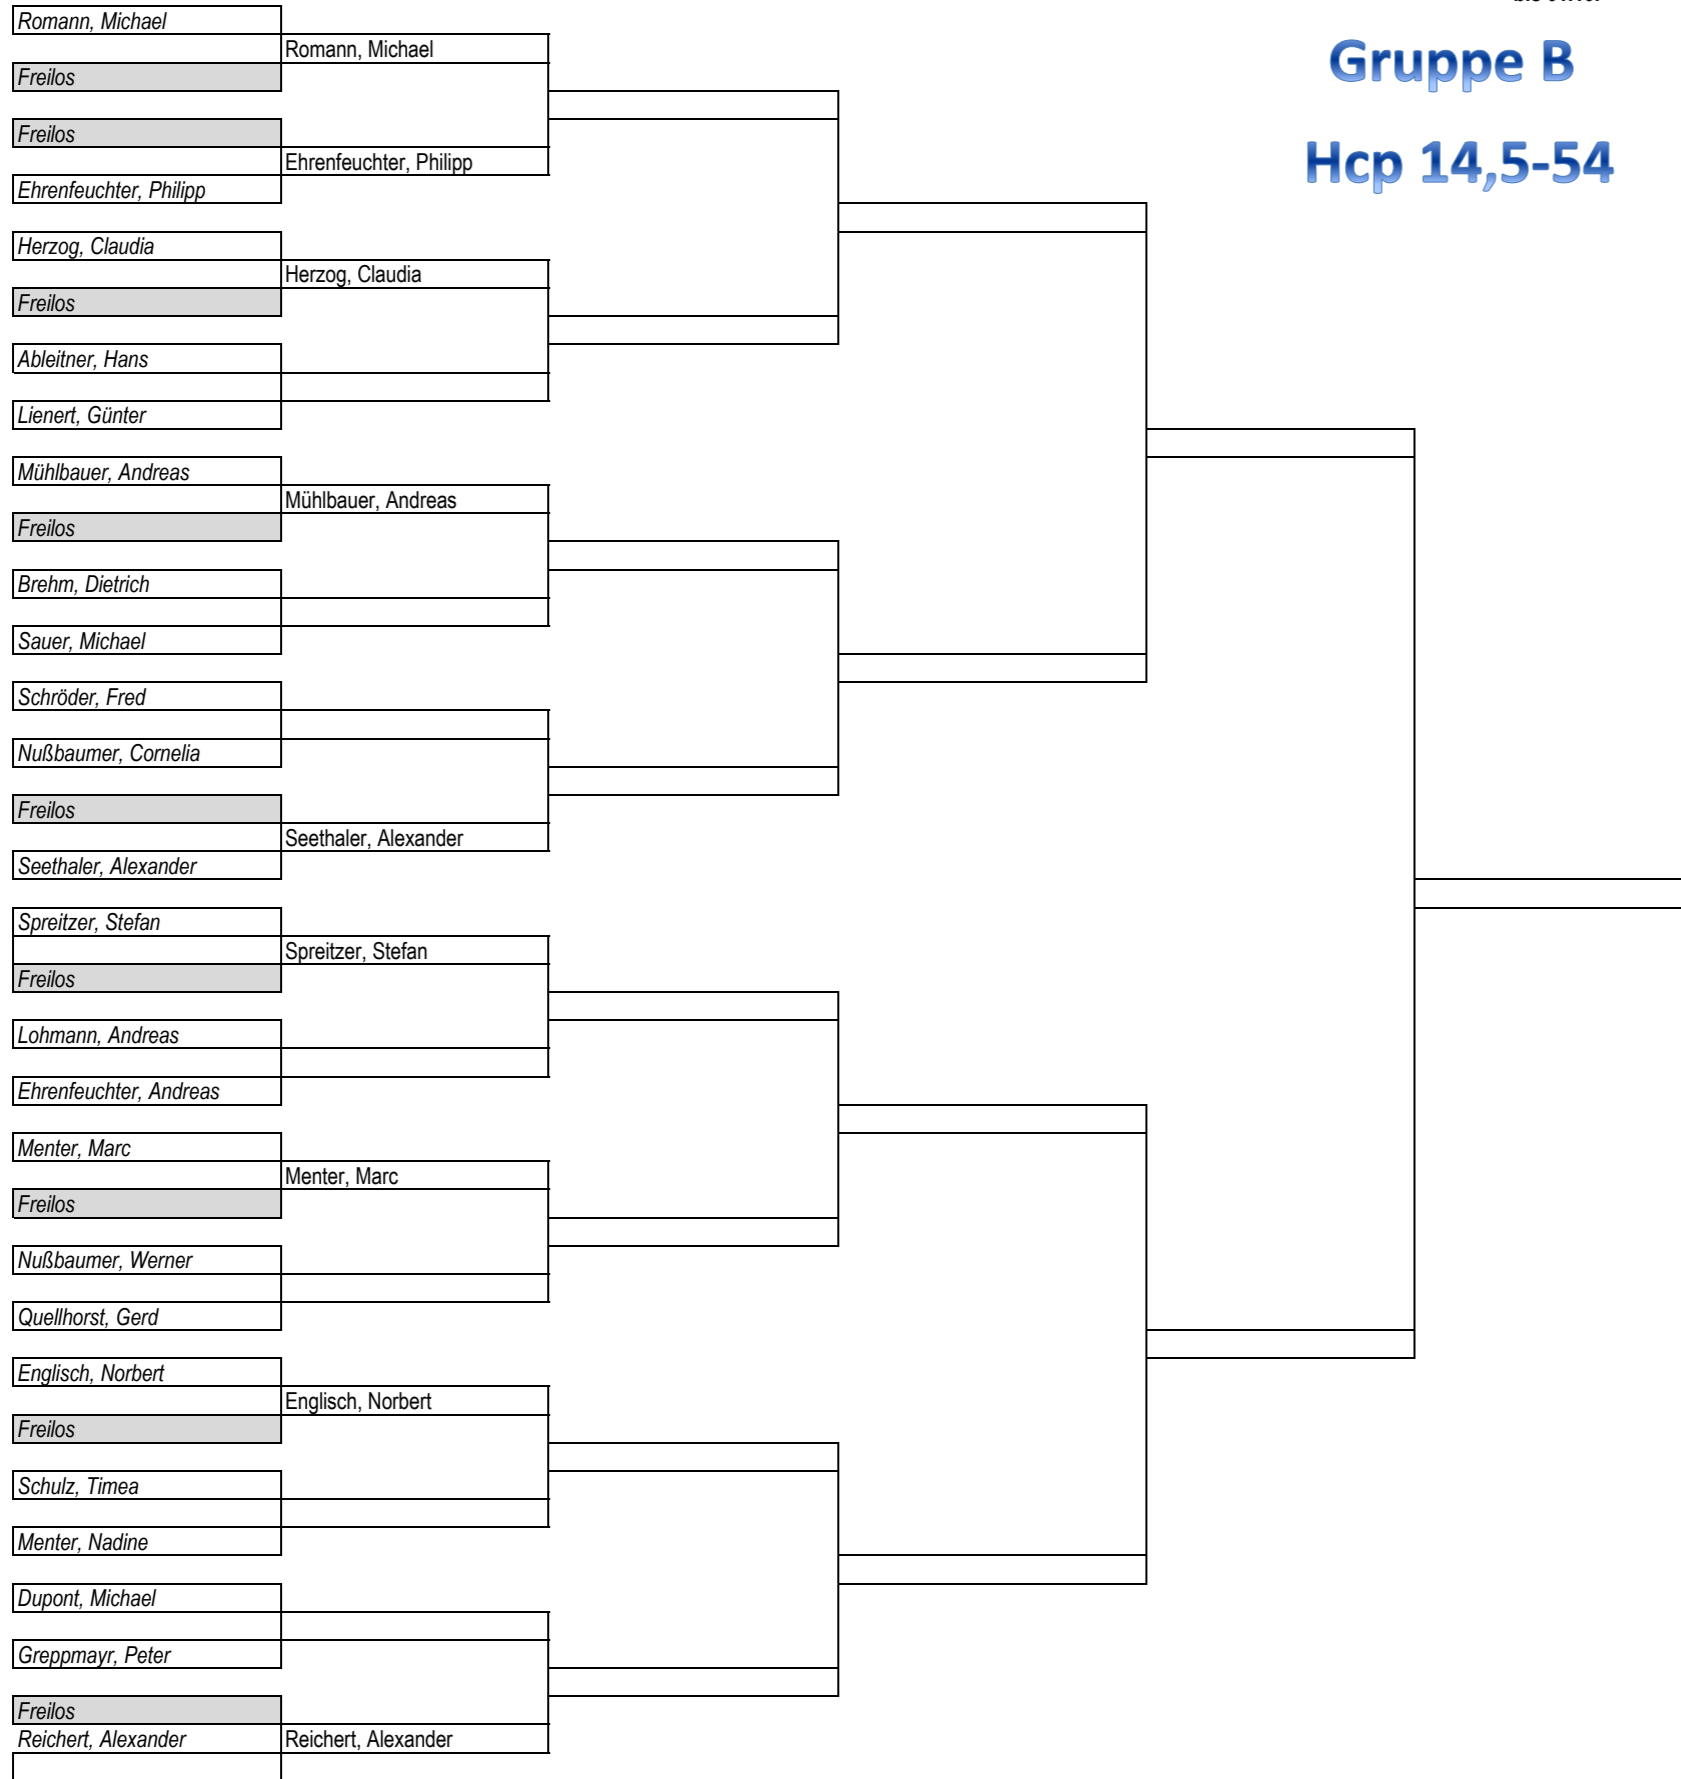 Romann, Michael
Romann, Michael
Freilos
Freilos
Ehrenfeuchter, Philipp
Ehrenfeuchter, Philipp
Herzog, Claudia
Herzog, Claudia
Freilos
Ableitner, Hans
Lienert, Günter
Mühlbauer, Andreas
Mühlbauer, Andreas
Freilos
Brehm, Dietrich
Sauer, Michael
Schröder, Fred
Nußbaumer, Cornelia
Freilos
Seethaler, Alexander
Seethaler, Alexander
Spreitzer, Stefan
Spreitzer, Stefan
Freilos
Lohmann, Andreas
Ehrenfeuchter, Andreas
Menter, Marc
Menter, Marc
Freilos
Nußbaumer, Werner
Quellhorst, Gerd
Englisch, Norbert
Englisch, Norbert
Freilos
Schulz, Timea
Menter, Nadine
Dupont, Michael
Greppmayr, Peter
Freilos
Reichert, Alexander
Reichert, Alexander
Gruppe B
Hcp 14,5-54